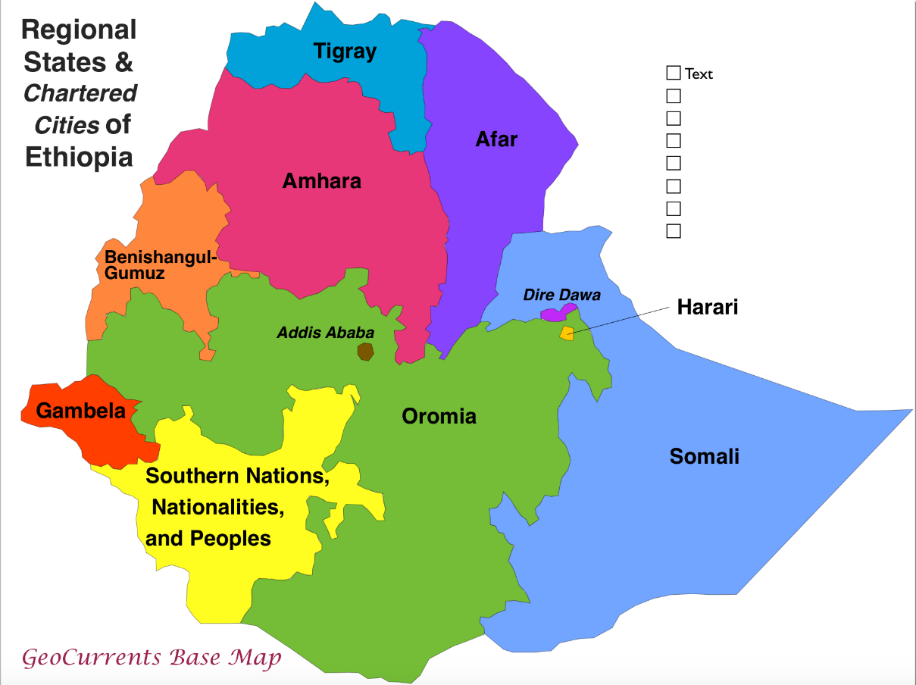 Regional
States &
Chartered
Cities of
Ethiopia
Tigray
Text
Afar
Amhara
Benishangul-
Gumuz
Dire Dawa
Harari
Addis Ababa
Gambela
Oromia
Somali
Southern Nations,
Nationalities,
and Peoples
GeoCurrents Base Map